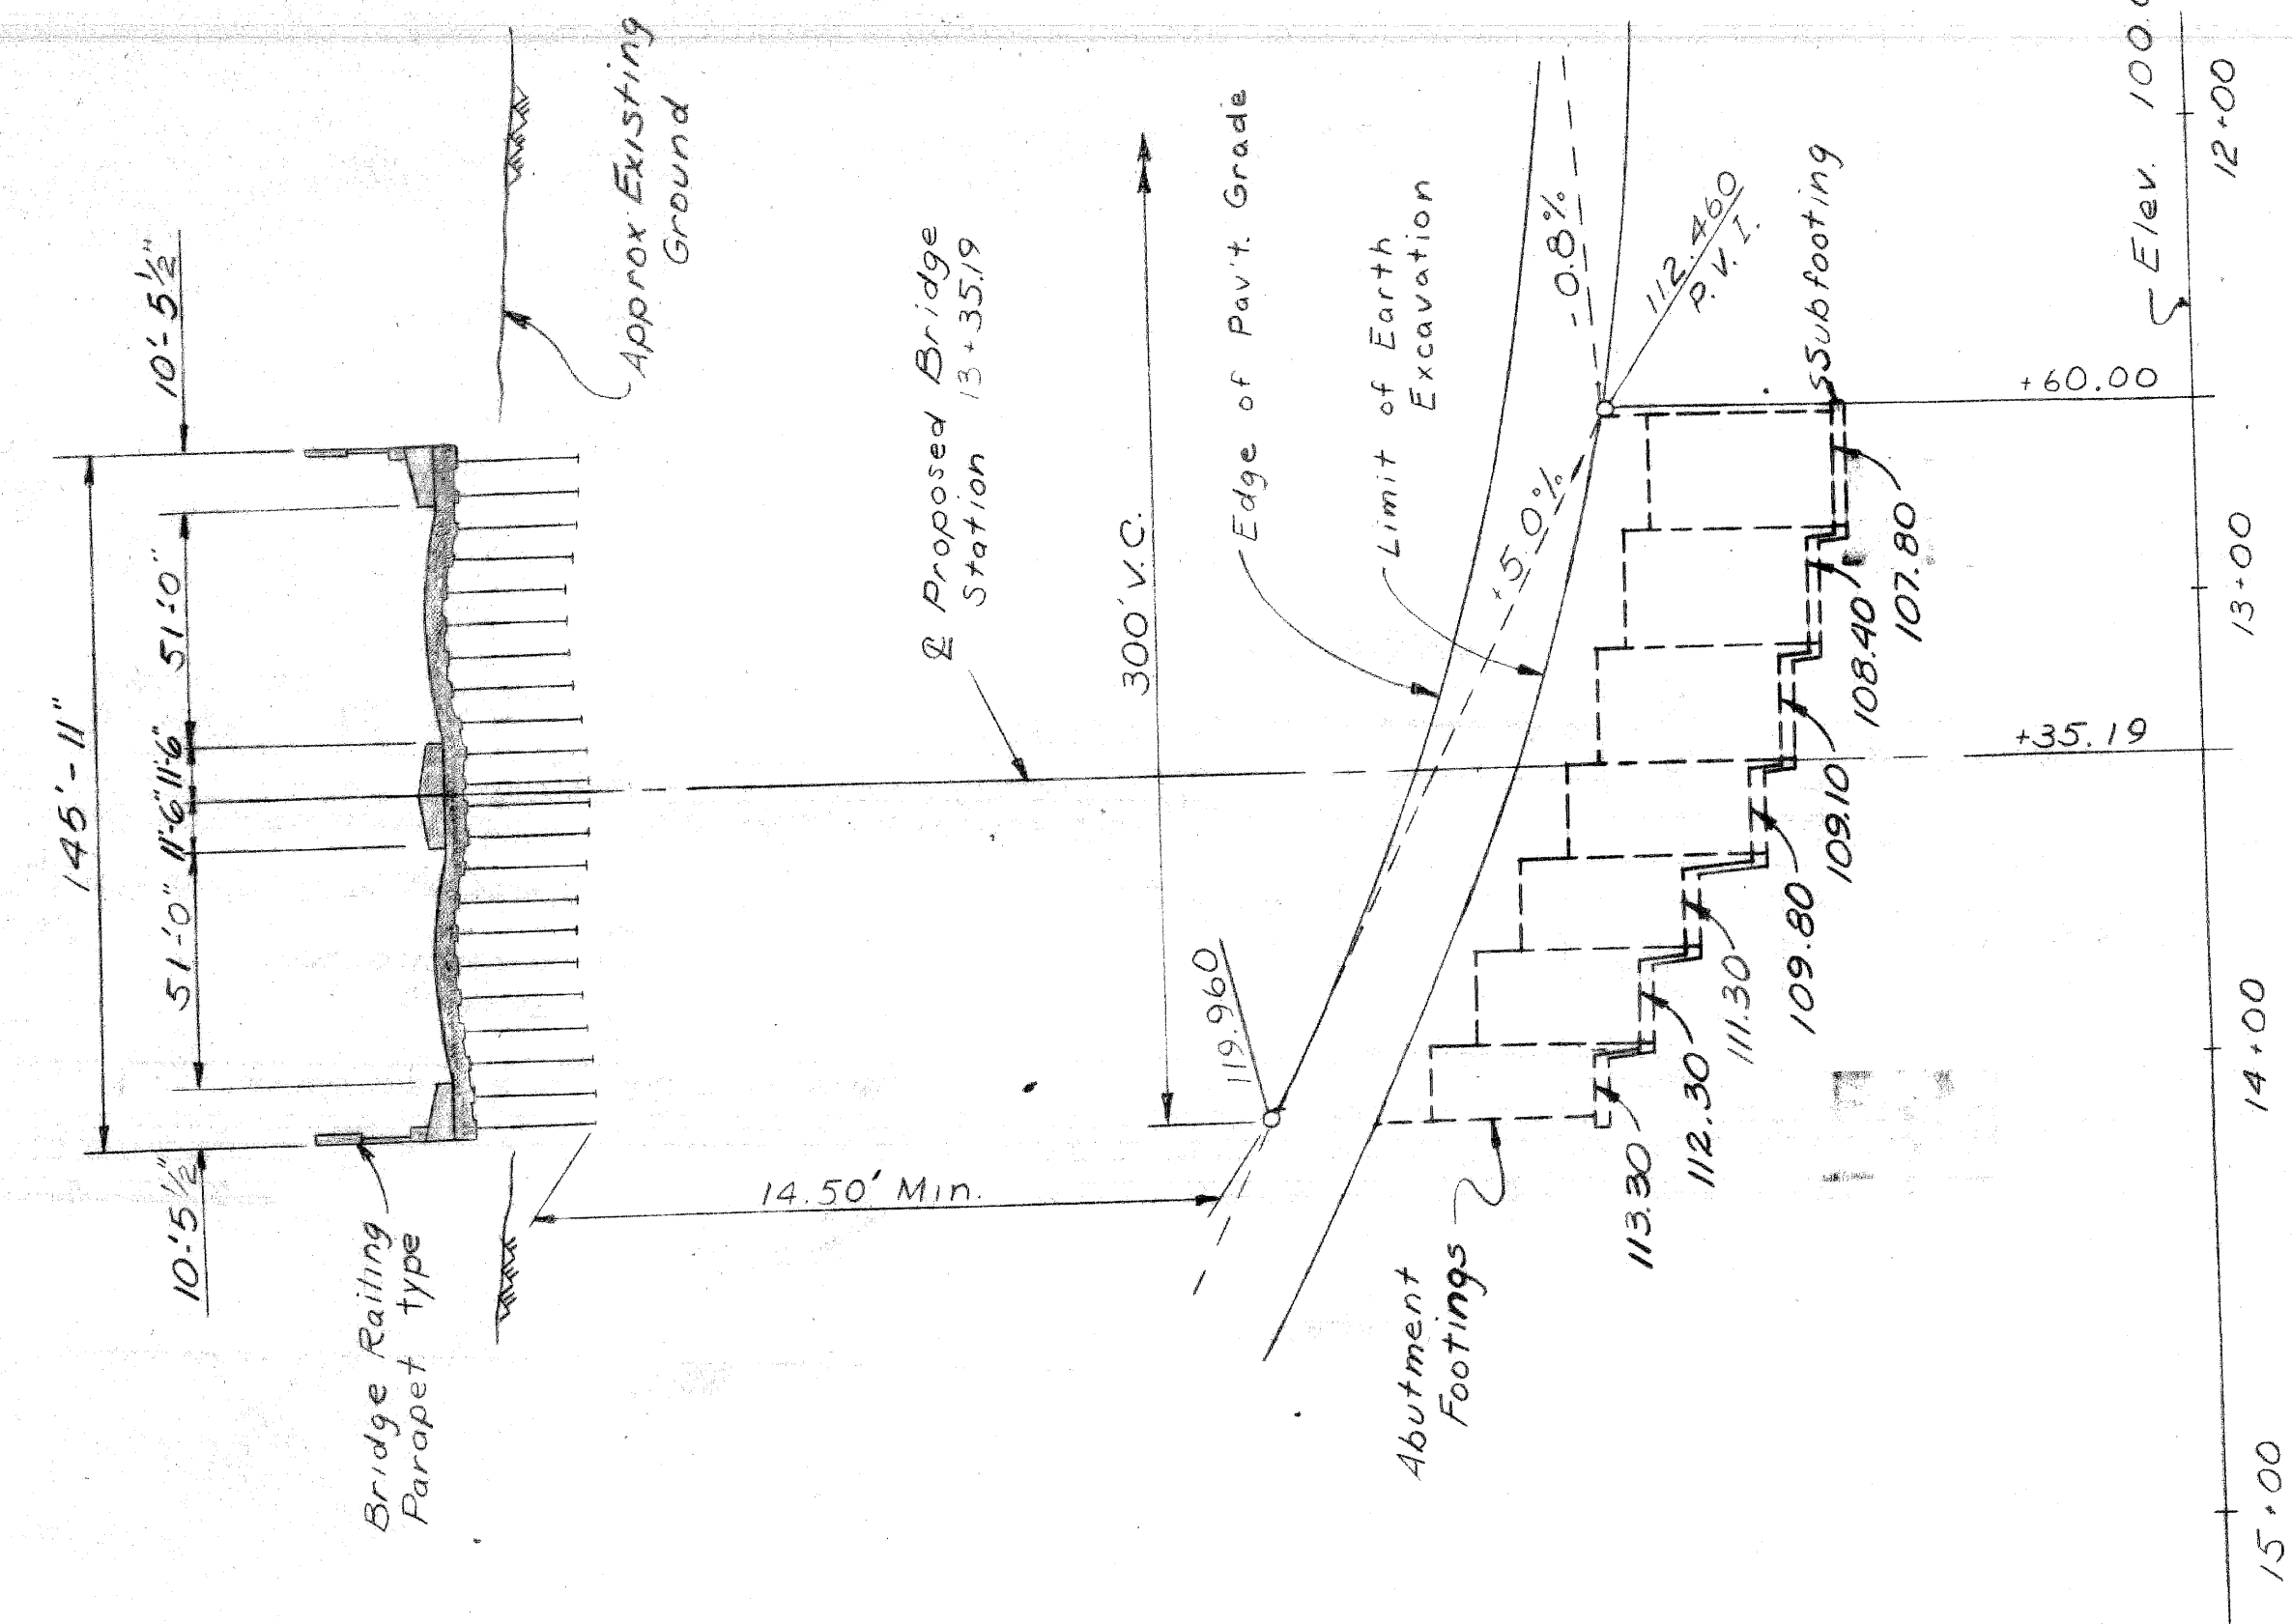 145'-11"
10'-5 1/2"
51'-0"
11'-6"
11'-6"
51'-0"
10'-5 1/2"
Bridge Railing
Parapet type
Approx Existing
Ground
14.50' Min.
℄ Proposed Bridge
Station 13+35.19
300' V.C.
119.960
Edge of Pav't. Grade
Limit of Earth
Excavation
+5.0%
-0.8%
112.460
P.V.I.
Abutment
Footings
Subfooting
113.30
112.30
111.30
109.80
109.10
108.40
107.80
+35.19
+60.00
Elev. 100.0
15+00
14+00
13+00
12+00